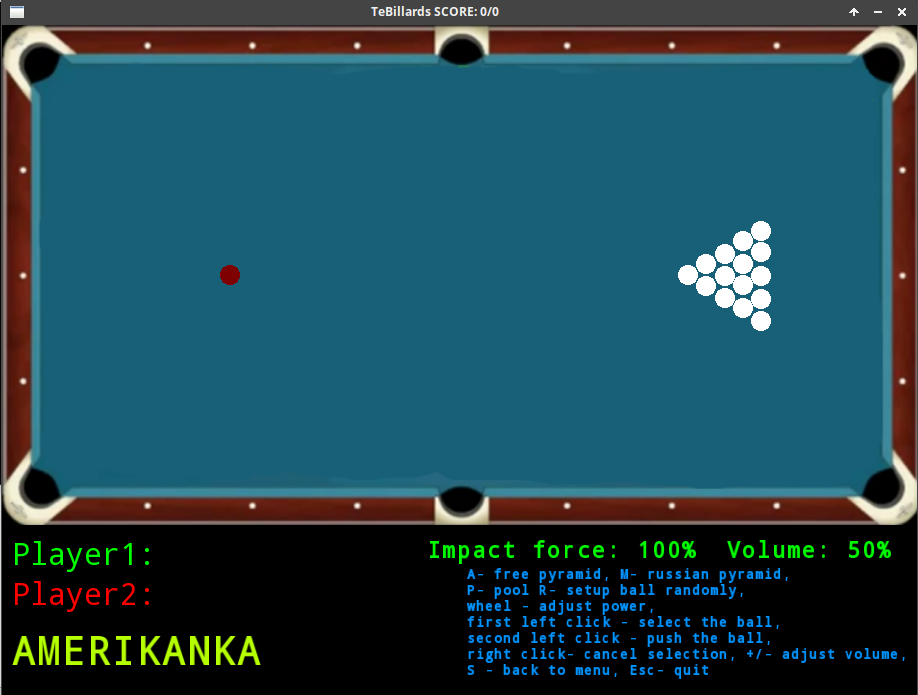 TeBillards SCORE: 0/0
Player1:
Player2:
AMERIKANKA
Impact force: 100% Volume: 50%
A- free pyramid, M- russian pyramid,
P- pool R- setup ball randomly,
wheel - adjust power,
first left click - select the ball,
second left click - push the ball,
right click- cancel selection, +/- adjust volume,
S - back to menu, Esc- quit